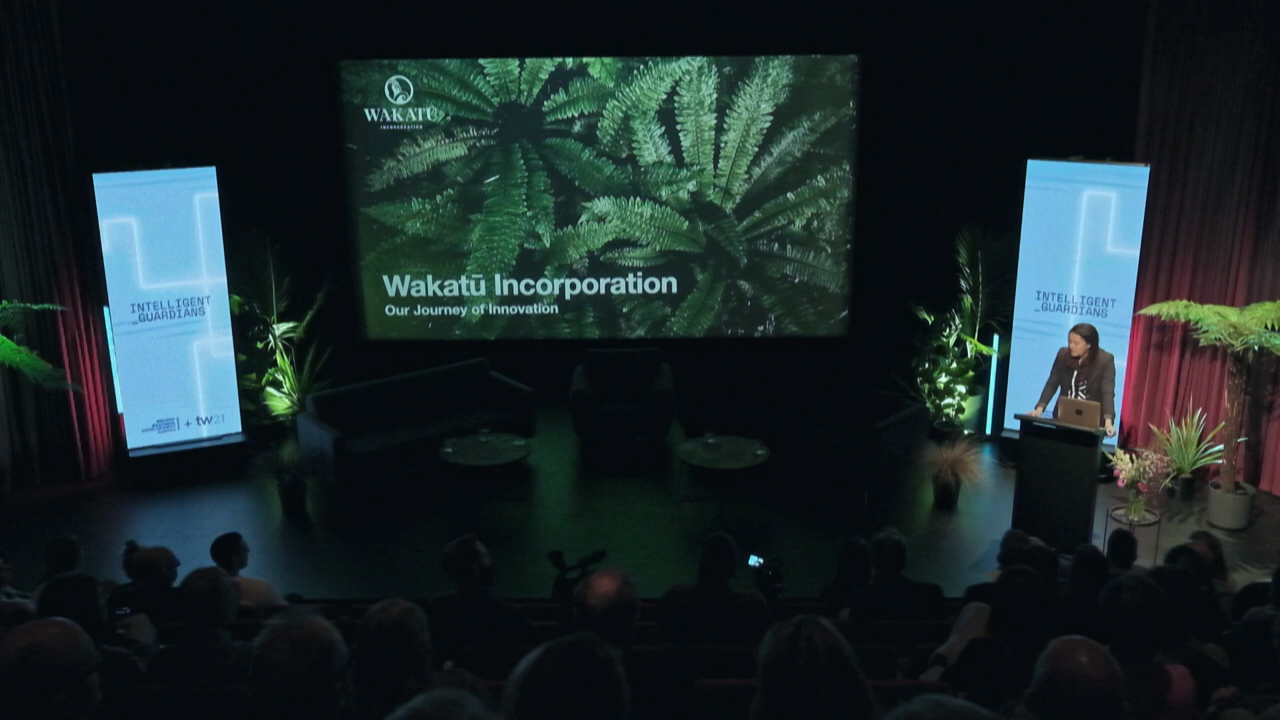 WAKATŪ
INCORPORATION
Wakatū Incorporation
Our Journey of Innovation
INTELLIGENT
_GUARDIANS
+ tw21
INTELLIGENT
_GUARDIANS